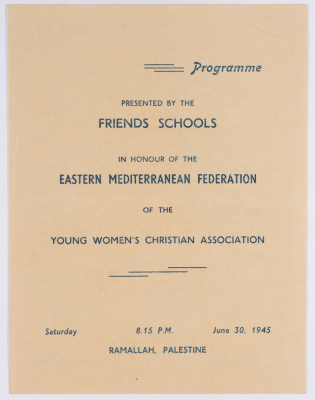 Programme
PRESENTED BY THE
FRIENDS SCHOOLS
IN HONOUR OF THE
EASTERN MEDITERRANEAN FEDERATION
OF THE
YOUNG WOMEN'S CHRISTIAN ASSOCIATION
Saturday 8.15 P.M. June 30, 1945
RAMALLAH, PALESTINE